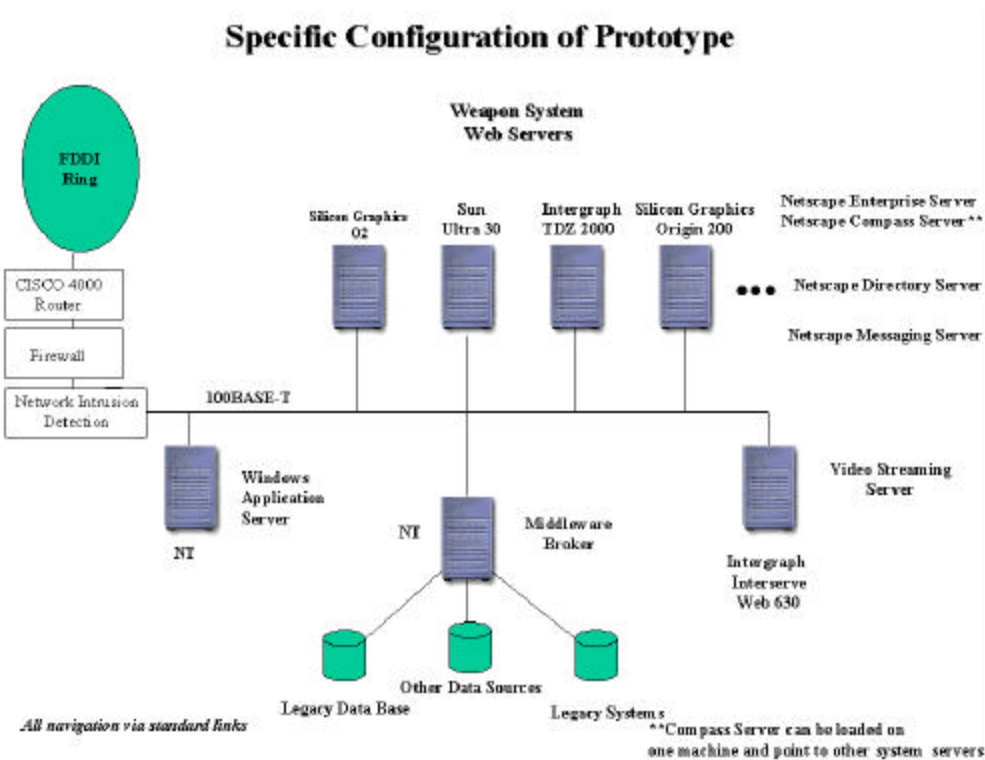 Specific Configuration of Prototype
Weapon System
Web Servers
FDDI
Ring
Silicon Graphics
O2
Sun
Ultra 30
Intergraph
TDZ 2000
Silicon Graphics
Origin 200
Netscape Enterprise Server
Netscape Compass Server**
Netscape Directory Server
Netscape Messaging Server
CISCO 4000
Router
Firewall
Network Intrusion
Detection
100BASE-T
Windows
Application
Server
NT
NT
Middleware
Broker
Video Streaming
Server
Intergraph
Interserve
Web 630
Legacy Data Base
Other Data Sources
Legacy Systems
All navigation via standard links
**Compass Server can be loaded on
one machine and point to other system servers